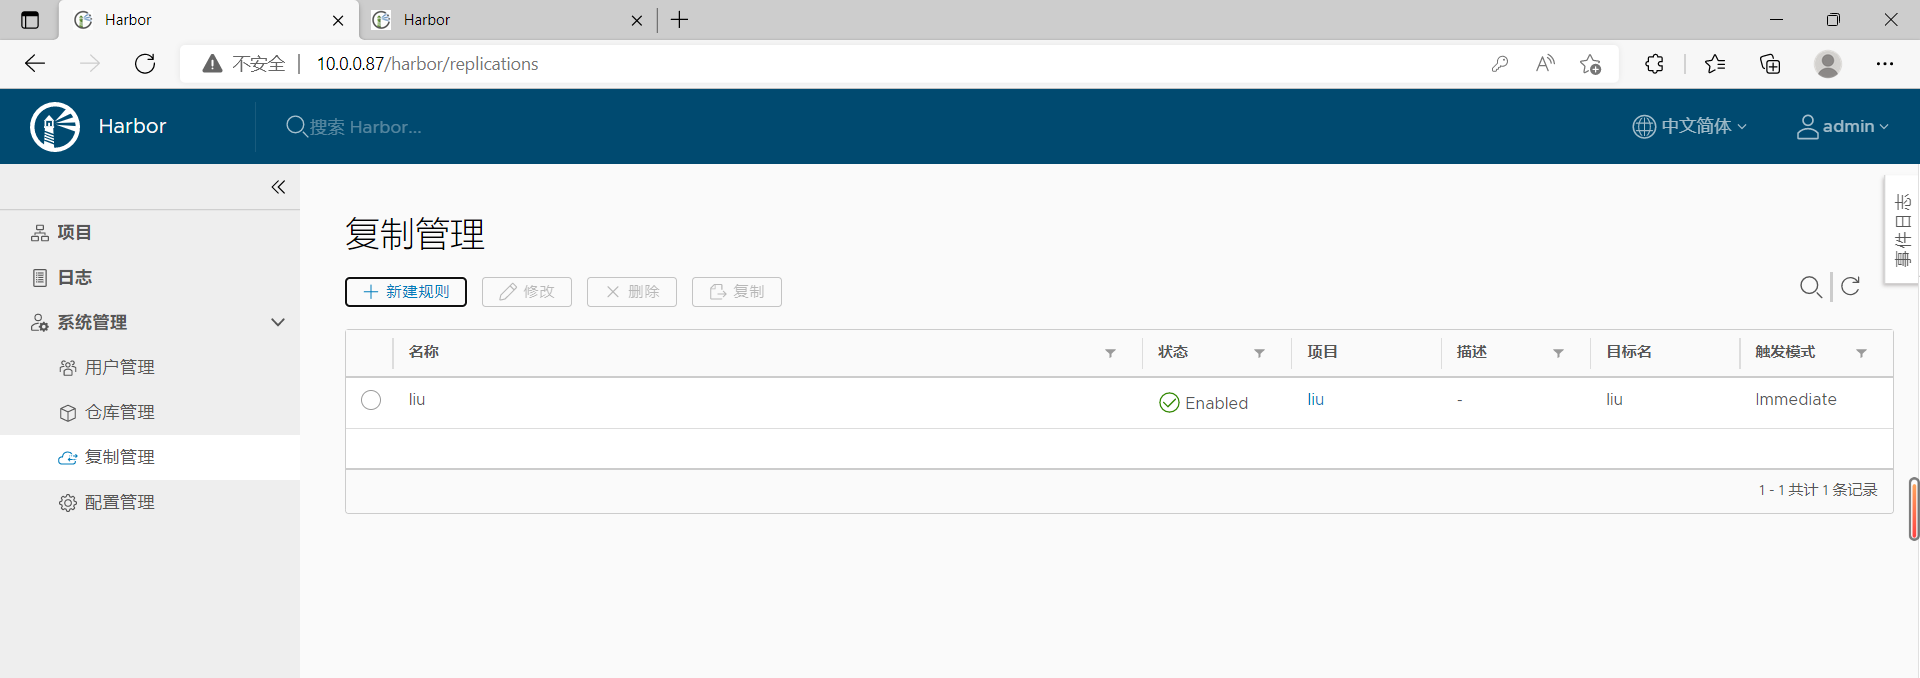 Harbor
Harbor
不安全
10.0.0.87/harbor/replications
Harbor
搜索 Harbor...
中文简体
admin
项目
日志
系统管理
用户管理
仓库管理
复制管理
配置管理
事件日志
复制管理
新建规则
修改
删除
复制
名称 状态 项目 描述 目标名 触发模式
liu Enabled liu - liu Immediate
1 - 1 共计 1 条记录